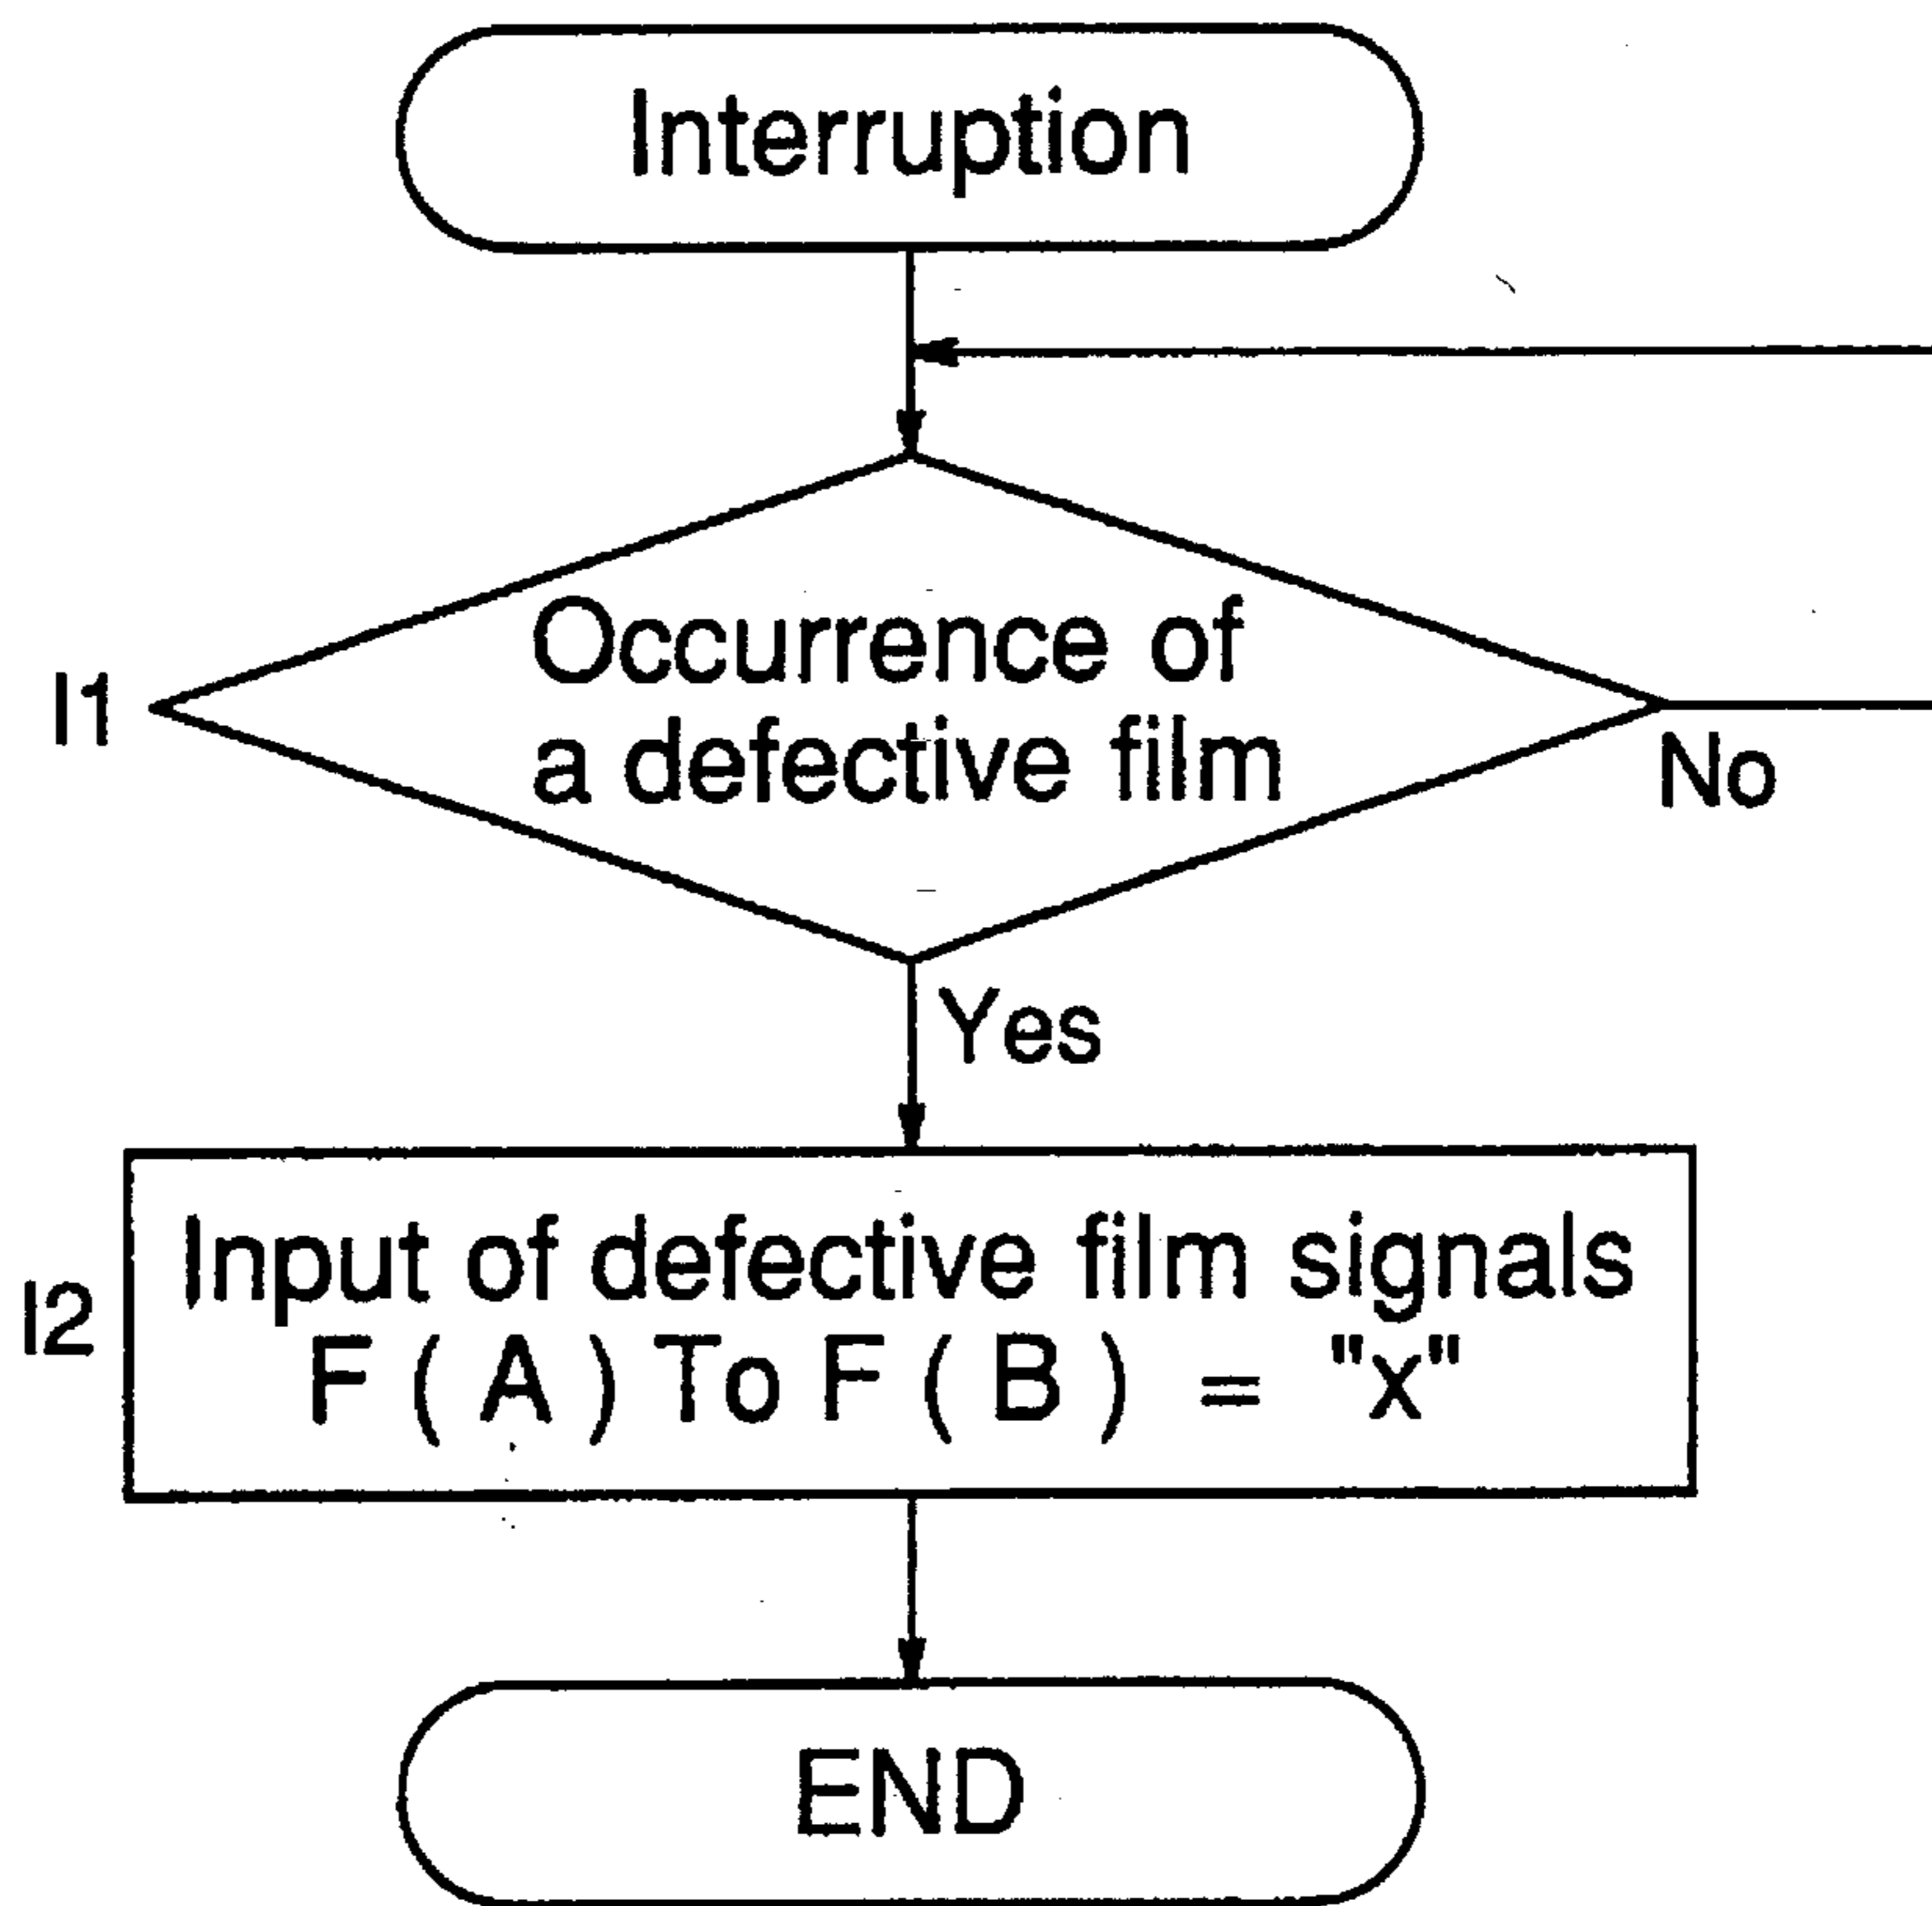 Interruption
Occurrence of
a defective film
I1
No
Yes
Input of defective film signals
I2
F ( A ) To F ( B ) = "x"
END